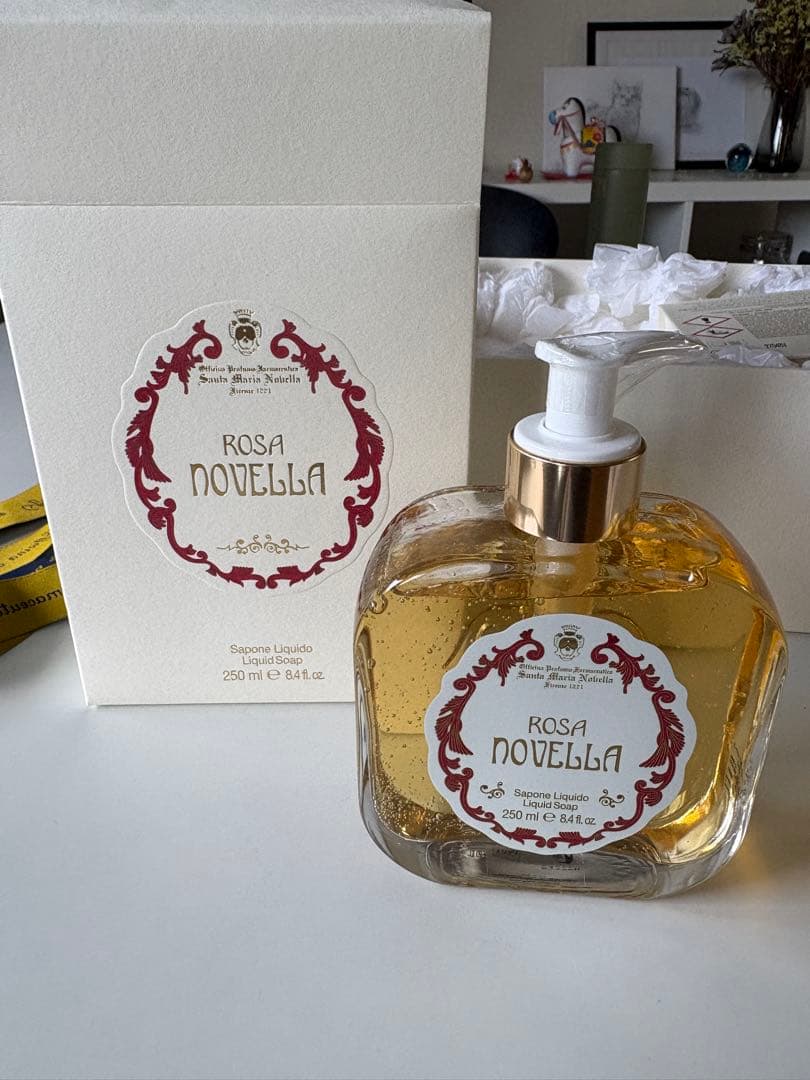 Officina Profumo-Farmaceutica
Santa Maria Novella
Firenze 1221
ROSA
NOVELLA
Sapone Liquido
Liquid Soap
250 ml ℮ 8.4 fl. oz.
Officina Profumo-Farmaceutica
Santa Maria Novella
Firenze 1221
ROSA
NOVELLA
Sapone Liquido
Liquid Soap
250 ml ℮ 8.4 fl. oz.